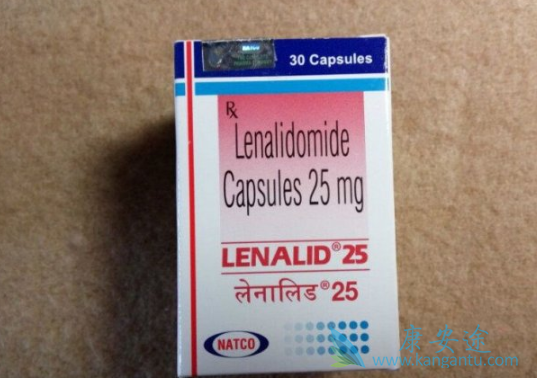 30 Capsules
Rx
Lenalidomide
Capsules 25 mg
LENALID® 25
लेनालिड® 25
NATCO
康安途
www.kangantu.com